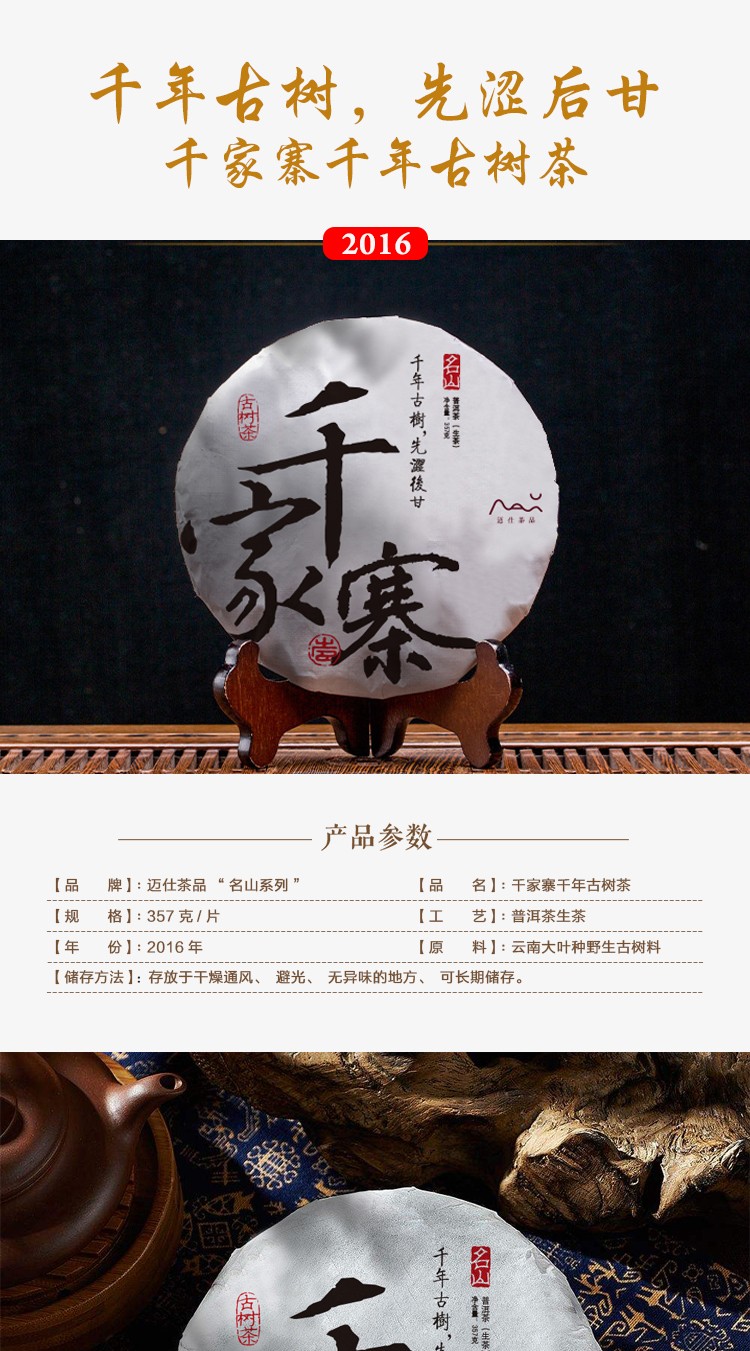 千年古树，先涩后甘
千家寨千年古树茶
2016
名山
千年古樹，先澀後甘
普洱茶（生茶）
净含量：357克
古树茶
千家寨
迈仕茶品
产品参数
【品 牌】：迈仕茶品 “名山系列”
【品 名】：千家寨千年古树茶
【规 格】：357 克 / 片
【工 艺】：普洱茶生茶
【年 份】：2016 年
【原 料】：云南大叶种野生古树料
【储存方法】：存放于干燥通风、 避光、 无异味的地方、 可长期储存。
名山
千年古樹，
普洱茶（生茶
净含量：357克
古树茶